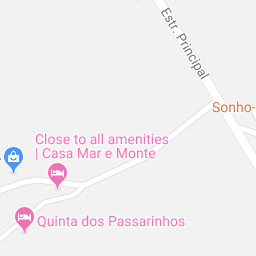 Estr. Principal
Sonho-
Close to all amenities
| Casa Mar e Monte
Quinta dos Passarinhos